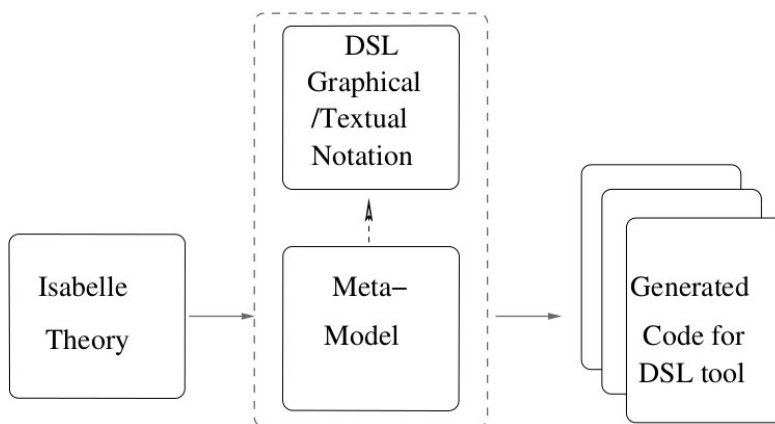 DSL
Graphical
/Textual
Notation
Isabelle
Theory
Meta–
Model
Generated
Code for
DSL tool